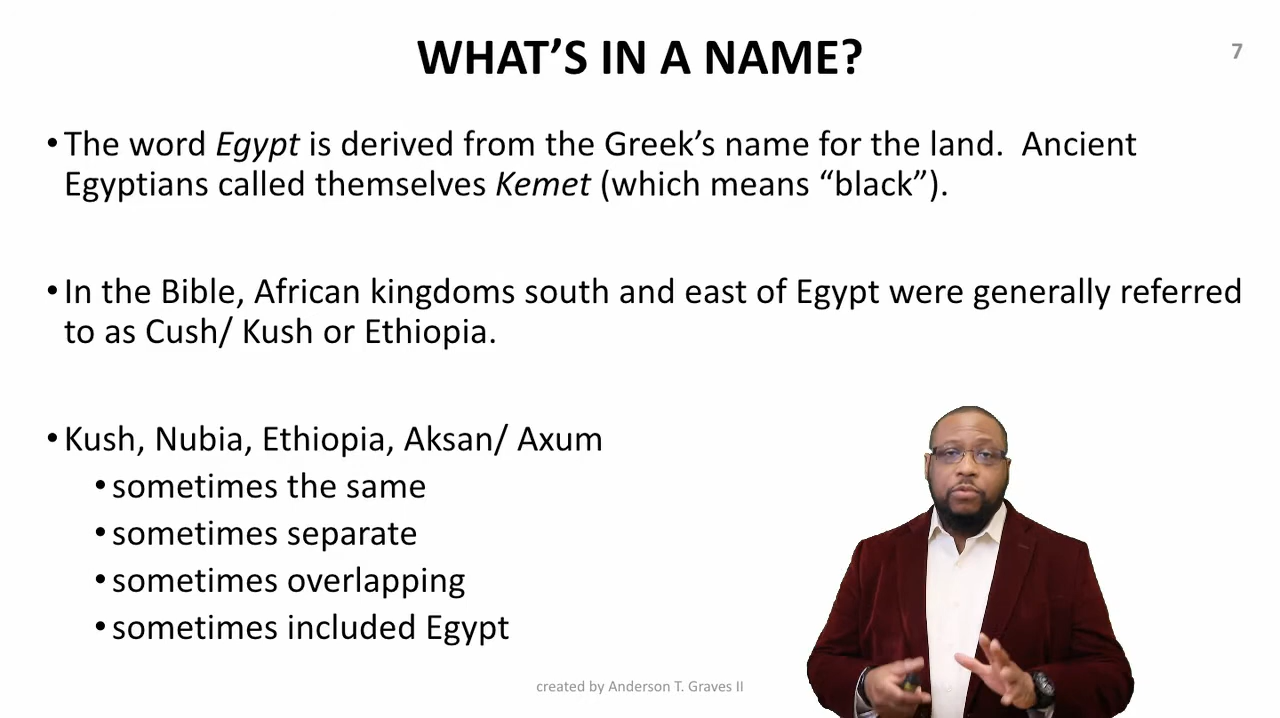 WHAT’S IN A NAME?
7
•The word Egypt is derived from the Greek’s name for the land.  Ancient
Egyptians called themselves Kemet (which means “black”).
•In the Bible, African kingdoms south and east of Egypt were generally referred
to as Cush/ Kush or Ethiopia.
•Kush, Nubia, Ethiopia, Aksan/ Axum
•sometimes the same
•sometimes separate
•sometimes overlapping
•sometimes included Egypt
created by Anderson T. Graves II